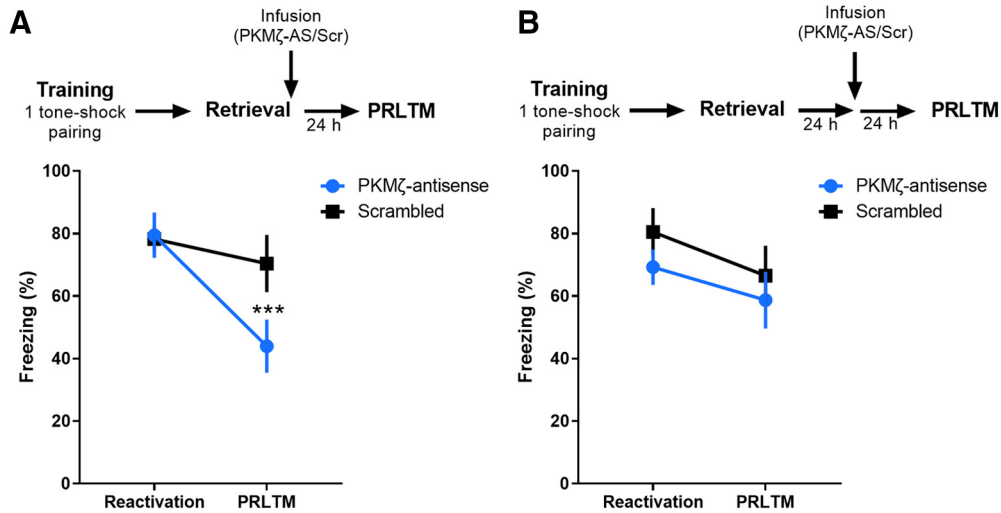 A
Infusion
(PKMζ-AS/Scr)
Training
1 tone-shock
pairing
Retrieval
24 h
PRLTM
100
80
60
40
20
0
Freezing (%)
PKMζ-antisense
Scrambled
***
Reactivation
PRLTM
B
Infusion
(PKMζ-AS/Scr)
Training
1 tone-shock
pairing
Retrieval
24 h
24 h
PRLTM
100
80
60
40
20
0
Freezing (%)
PKMζ-antisense
Scrambled
Reactivation
PRLTM